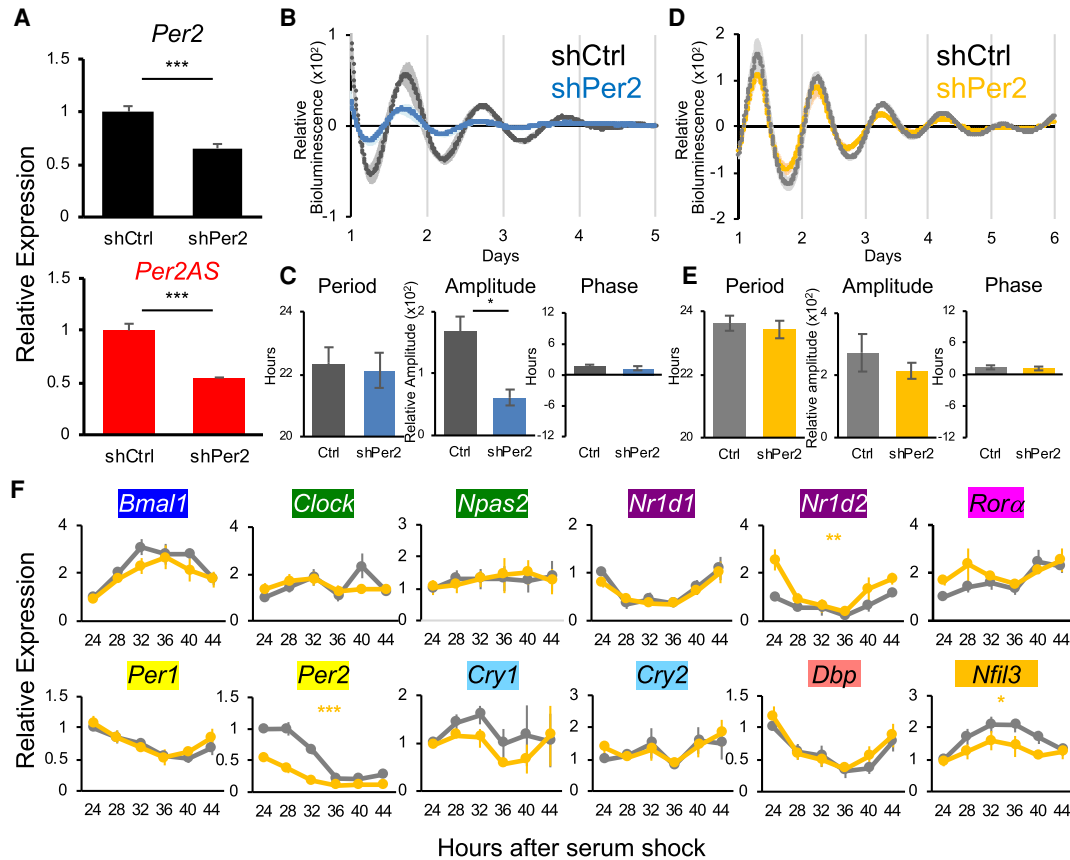 A
Per2
Relative Expression
1.5
1
0.5
0
***
shCtrl
shPer2
Per2AS
1.5
1
0.5
0
***
shCtrl
shPer2
B
Relative
Bioluminescence (x10²)
1
0
-1
shCtrl
shPer2
1
2
3
4
5
Days
D
Relative
Bioluminescence (x10²)
2
1
0
-1
-2
shCtrl
shPer2
1
2
3
4
5
6
Days
C
Period
Hours
24
22
20
Ctrl
shPer2
Amplitude
Relative Amplitude (x10²)
2
1
0
*
Ctrl
shPer2
Phase
Hours
12
6
0
-6
-12
Ctrl
shPer2
E
Period
Hours
24
22
20
Ctrl
shPer2
Amplitude
Relative amplitude (x10²)
4
2
0
Ctrl
shPer2
Phase
Hours
12
6
0
-6
-12
Ctrl
shPer2
F
Relative Expression
Bmal1
4
2
0
24 28 32 36 40 44
Clock
4
2
0
24 28 32 36 40 44
Npas2
3
2
1
0
24 28 32 36 40 44
Nr1d1
2
1
0
24 28 32 36 40 44
Nr1d2
**
4
2
0
24 28 32 36 40 44
Rorα
4
2
0
24 28 32 36 40 44
Per1
1.5
1
0.5
0
24 28 32 36 40 44
Per2
***
1.5
1
0.5
0
24 28 32 36 40 44
Cry1
2
1
0
24 28 32 36 40 44
Cry2
3
2
1
0
24 28 32 36 40 44
Dbp
1.5
1
0.5
0
24 28 32 36 40 44
Nfil3
*
3
2
1
0
24 28 32 36 40 44
Hours after serum shock